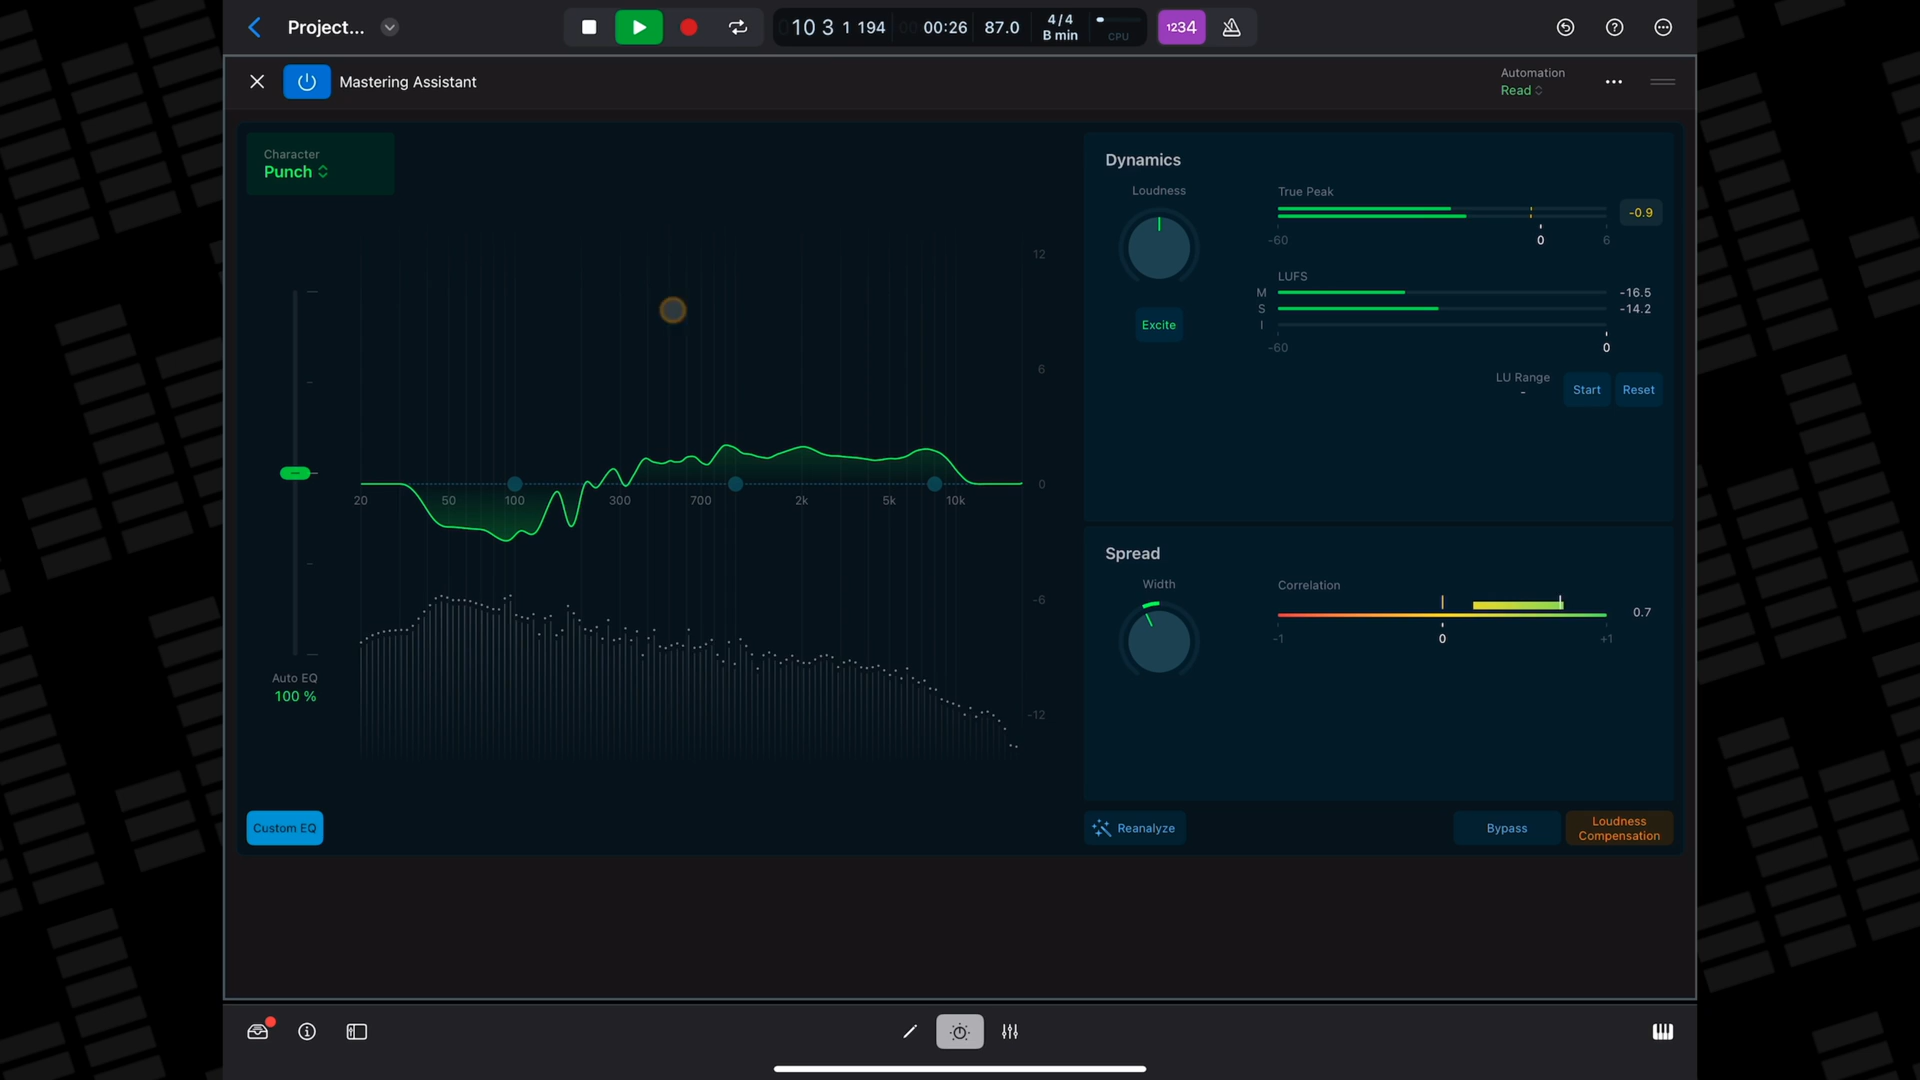 Project...
10 3 1 194
00:26
87.0
4/4
B min
CPU
1234
Mastering Assistant
Automation
Read
Character
Punch
12
6
0
-6
-12
20
50
100
300
700
2k
5k
10k
Auto EQ
100 %
Custom EQ
Dynamics
Loudness
Excite
True Peak
-0.9
-60
0
6
LUFS
M
-16.5
S
-14.2
I
-60
0
LU Range
-
Start
Reset
Spread
Width
Correlation
0.7
-1
0
+1
Reanalyze
Bypass
Loudness
Compensation